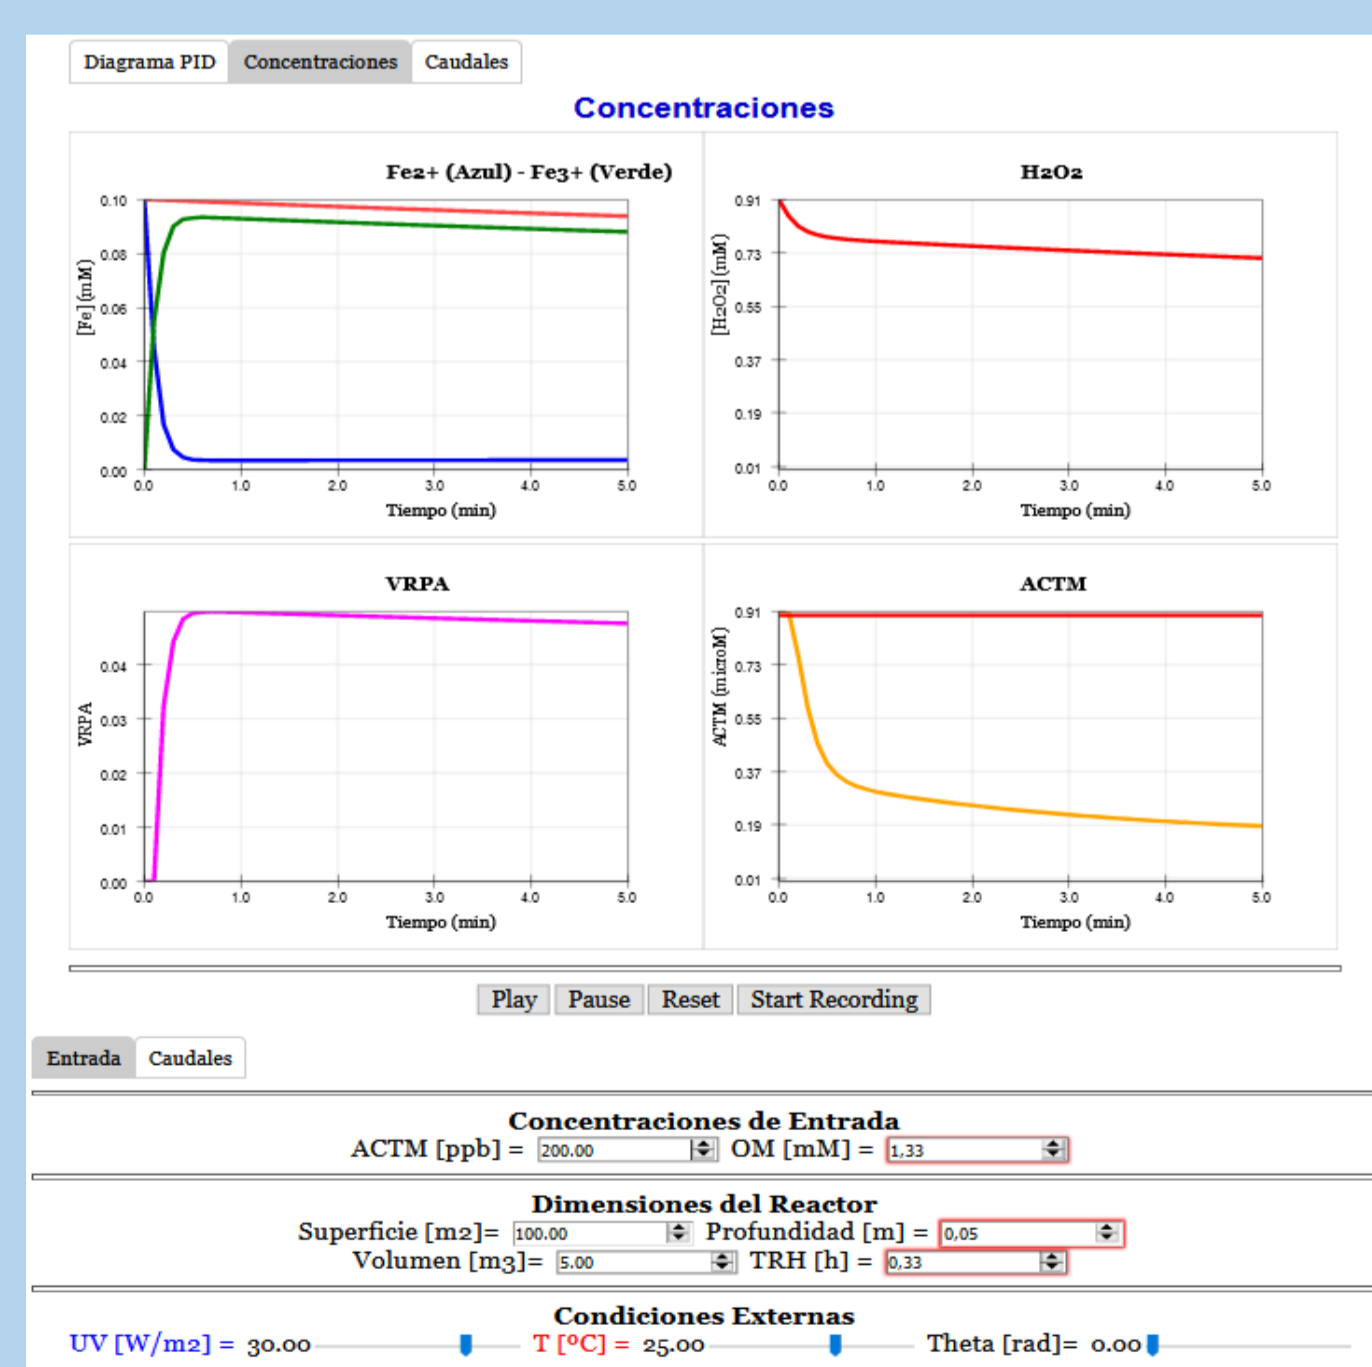 Diagrama PID Concentraciones Caudales
Concentraciones
Fe2+ (Azul) - Fe3+ (Verde)
[Fe] (mM)
0.10
0.08
0.06
0.04
0.02
0.00
0.0 1.0 2.0 3.0 4.0 5.0
Tiempo (min)
H2O2
[H2O2] (mM)
0.91
0.73
0.55
0.37
0.19
0.01
0.0 1.0 2.0 3.0 4.0 5.0
Tiempo (min)
VRPA
VRPA
0.04
0.03
0.02
0.01
0.00
0.0 1.0 2.0 3.0 4.0 5.0
Tiempo (min)
ACTM
ACTM (microM)
0.91
0.73
0.55
0.37
0.19
0.01
0.0 1.0 2.0 3.0 4.0 5.0
Tiempo (min)
Play Pause Reset Start Recording
Entrada Caudales
Concentraciones de Entrada
ACTM [ppb] = 200.00 OM [mM] = 1,33
Dimensiones del Reactor
Superficie [m2]= 100.00 Profundidad [m] = 0,05
Volumen [m3]= 5.00 TRH [h] = 0,33
Condiciones Externas
UV [W/m2] = 30.00 T [ºC] = 25.00 Theta [rad]= 0.00